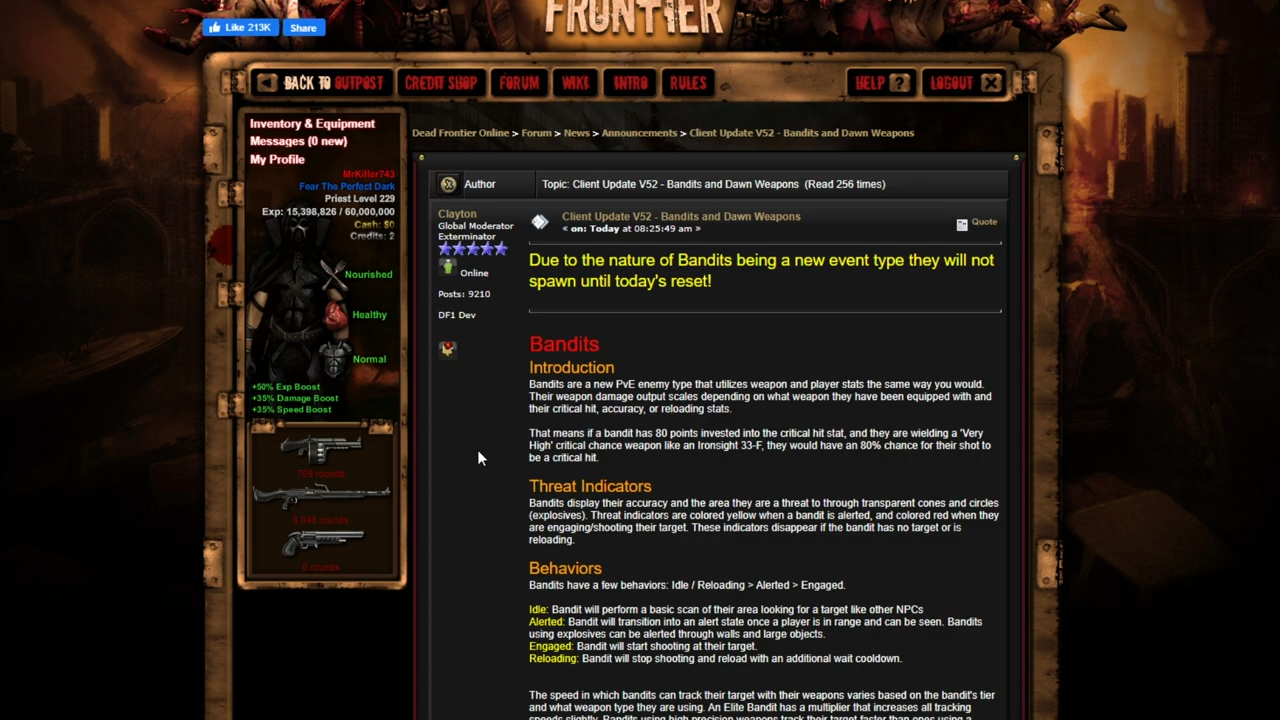 FRONTIER
Like 213K Share
BACK TO OUTPOST CREDIT SHOP FORUM WIKI INTRO RULES HELP ? LOGOUT X
Inventory & Equipment
Messages (0 new)
My Profile
MrKiller743
Fear The Perfect Dark
Priest Level 229
Exp: 15,398,826 / 60,000,000
Cash: $0
Credits: 2
Nourished
Healthy
Normal
+50% Exp Boost
+35% Damage Boost
+35% Speed Boost
709 rounds
0 rounds
Dead Frontier Online > Forum > News > Announcements > Client Update V52 - Bandits and Dawn Weapons
Author Topic: Client Update V52 - Bandits and Dawn Weapons (Read 256 times)
Clayton
Global Moderator
Exterminator
Online
Posts: 9210
DF1 Dev
Client Update V52 - Bandits and Dawn Weapons
« on: Today at 08:25:49 am »
Quote
Due to the nature of Bandits being a new event type they will not
spawn until today's reset!
Bandits
Introduction
Bandits are a new PvE enemy type that utilizes weapon and player stats the same way you would.
Their weapon damage output scales depending on what weapon they have been equipped with and
their critical hit, accuracy, or reloading stats.
That means if a bandit has 80 points invested into the critical hit stat, and they are wielding a 'Very
High' critical chance weapon like an Ironsight 33-F, they would have an 80% chance for their shot to
be a critical hit.
Threat Indicators
Bandits display their accuracy and the area they are a threat to through transparent cones and circles
(explosives). Threat indicators are colored yellow when a bandit is alerted, and colored red when they
are engaging/shooting their target. These indicators disappear if the bandit has no target or is
reloading.
Behaviors
Bandits have a few behaviors: Idle / Reloading > Alerted > Engaged.
Idle: Bandit will perform a basic scan of their area looking for a target like other NPCs
Alerted: Bandit will transition into an alert state once a player is in range and can be seen. Bandits
using explosives can be alerted through walls and large objects.
Engaged: Bandit will start shooting at their target.
Reloading: Bandit will stop shooting and reload with an additional wait cooldown.
The speed in which bandits can track their target with their weapons varies based on the bandit's tier
and what weapon type they are using. An Elite Bandit has a multiplier that increases all tracking
speeds slightly. Bandits using high precision weapons track their target faster than ones using a